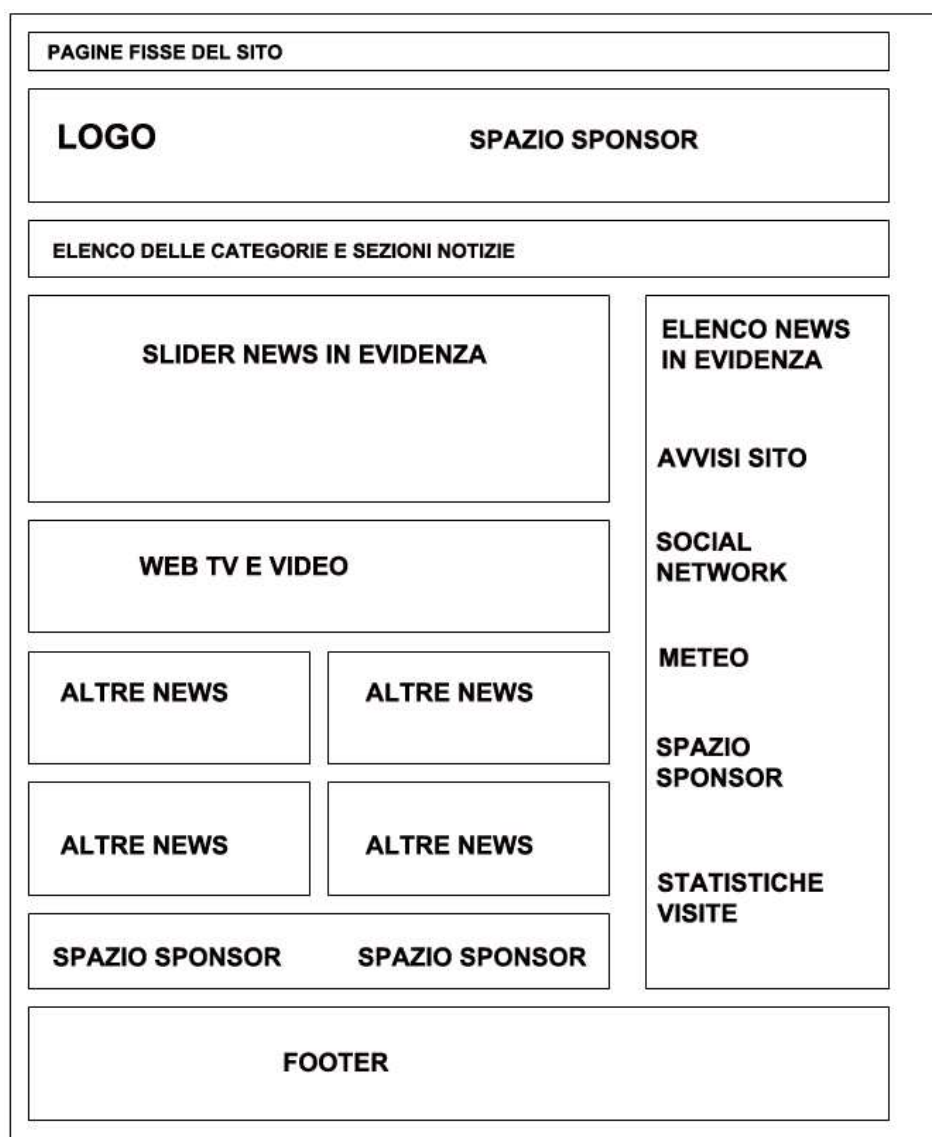 PAGINE FISSE DEL SITO
LOGO
SPAZIO SPONSOR
ELENCO DELLE CATEGORIE E SEZIONI NOTIZIE
SLIDER NEWS IN EVIDENZA
WEB TV E VIDEO
ALTRE NEWS
ALTRE NEWS
ALTRE NEWS
ALTRE NEWS
SPAZIO SPONSOR
SPAZIO SPONSOR
ELENCO NEWS
IN EVIDENZA
AVVISI SITO
SOCIAL
NETWORK
METEO
SPAZIO
SPONSOR
STATISTICHE
VISITE
FOOTER